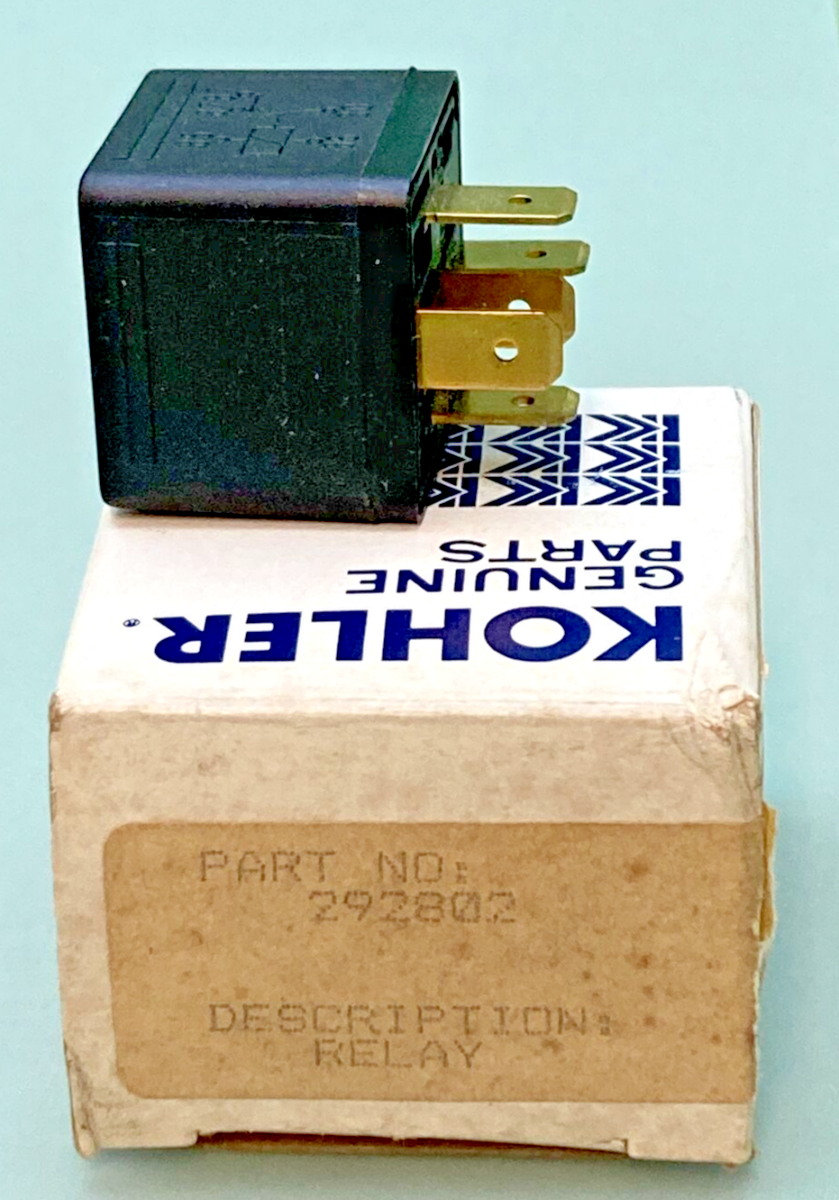 KOHLER®
GENUINE
PARTS
PART NO:
292802
DESCRIPTION:
RELAY